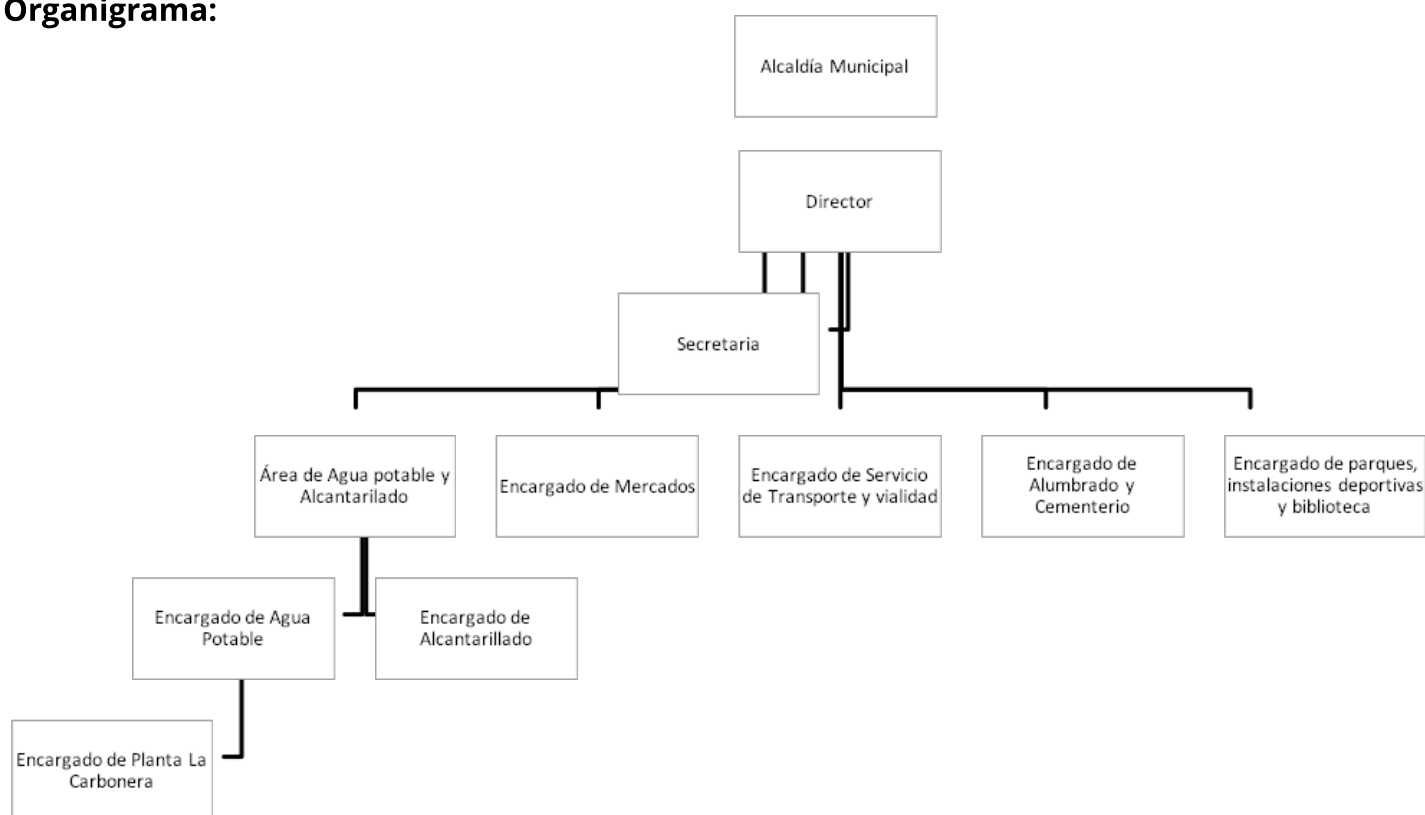 Organigrama:
Alcaldía Municipal
Director
Secretaria
Área de Agua potable y
Alcantarilado
Encargado de Mercados
Encargado de Servicio
de Transporte y vialidad
Encargado de
Alumbrado y
Cementerio
Encargado de parques,
instalaciones deportivas
y biblioteca
Encargado de Agua
Potable
Encargado de
Alcantarillado
Encargado de Planta La
Carbonera